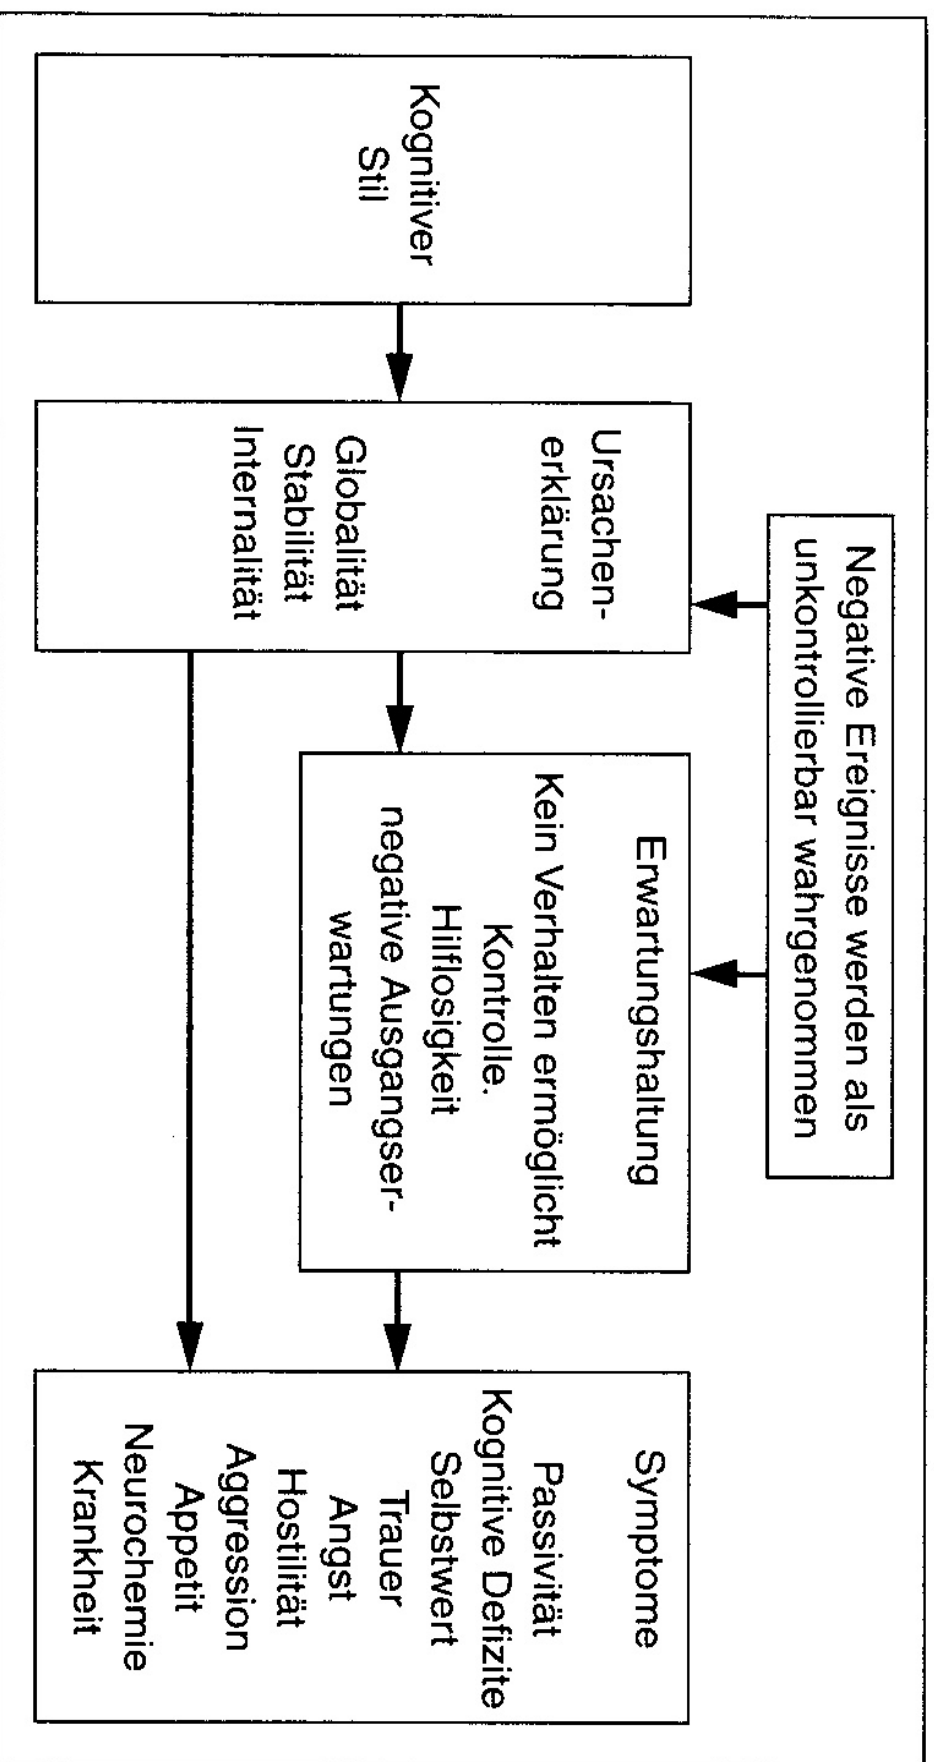 Negative Ereignisse werden als
unkontrollierbar wahrgenommen
Kognitiver
Stil
Ursachen-
erklärung
Globalität
Stabilität
Internalität
Erwartungshaltung
Kein Verhalten ermöglicht
Kontrolle.
Hilflosigkeit
negative Ausgangser-
wartungen
Symptome
Passivität
Kognitive Defizite
Selbstwert
Trauer
Angst
Hostilität
Aggression
Appetit
Neurochemie
Krankheit